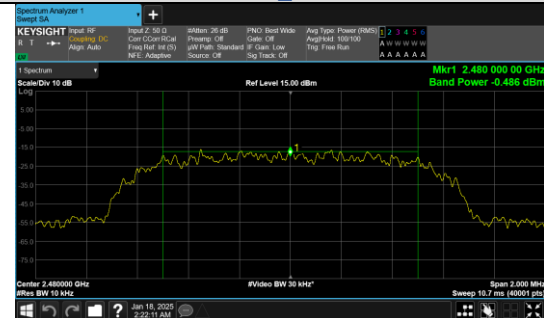 Spectrum Analyzer 1
Swept SA
+
KEYSIGHT
R T
Input: RF
Coupling: DC
Align: Auto
Input Z: 50 Ω
Corr CCorr RCal
Freq Ref: Int (S)
NFE: Adaptive
#Atten: 26 dB
Preamp: Off
µW Path: Standard
Source: Off
PNO: Best Wide
Gate: Off
IF Gain: Low
Sig Track: Off
Avg Type: Power (RMS)
Avg|Hold: 100/100
Trig: Free Run
1 2 3 4 5 6
A W W W W W
A A A A A A
1 Spectrum
Scale/Div 10 dB
Log
Ref Level 15.00 dBm
Mkr1 2.480 000 00 GHz
Band Power -0.486 dBm
5.00
-5.00
-15.0
-25.0
-35.0
-45.0
-55.0
-65.0
-75.0
1
Center 2.480000 GHz
#Res BW 10 kHz
#Video BW 30 kHz*
Span 2.000 MHz
Sweep 10.7 ms (40001 pts)
?
Jan 18, 2025
2:22:11 AM